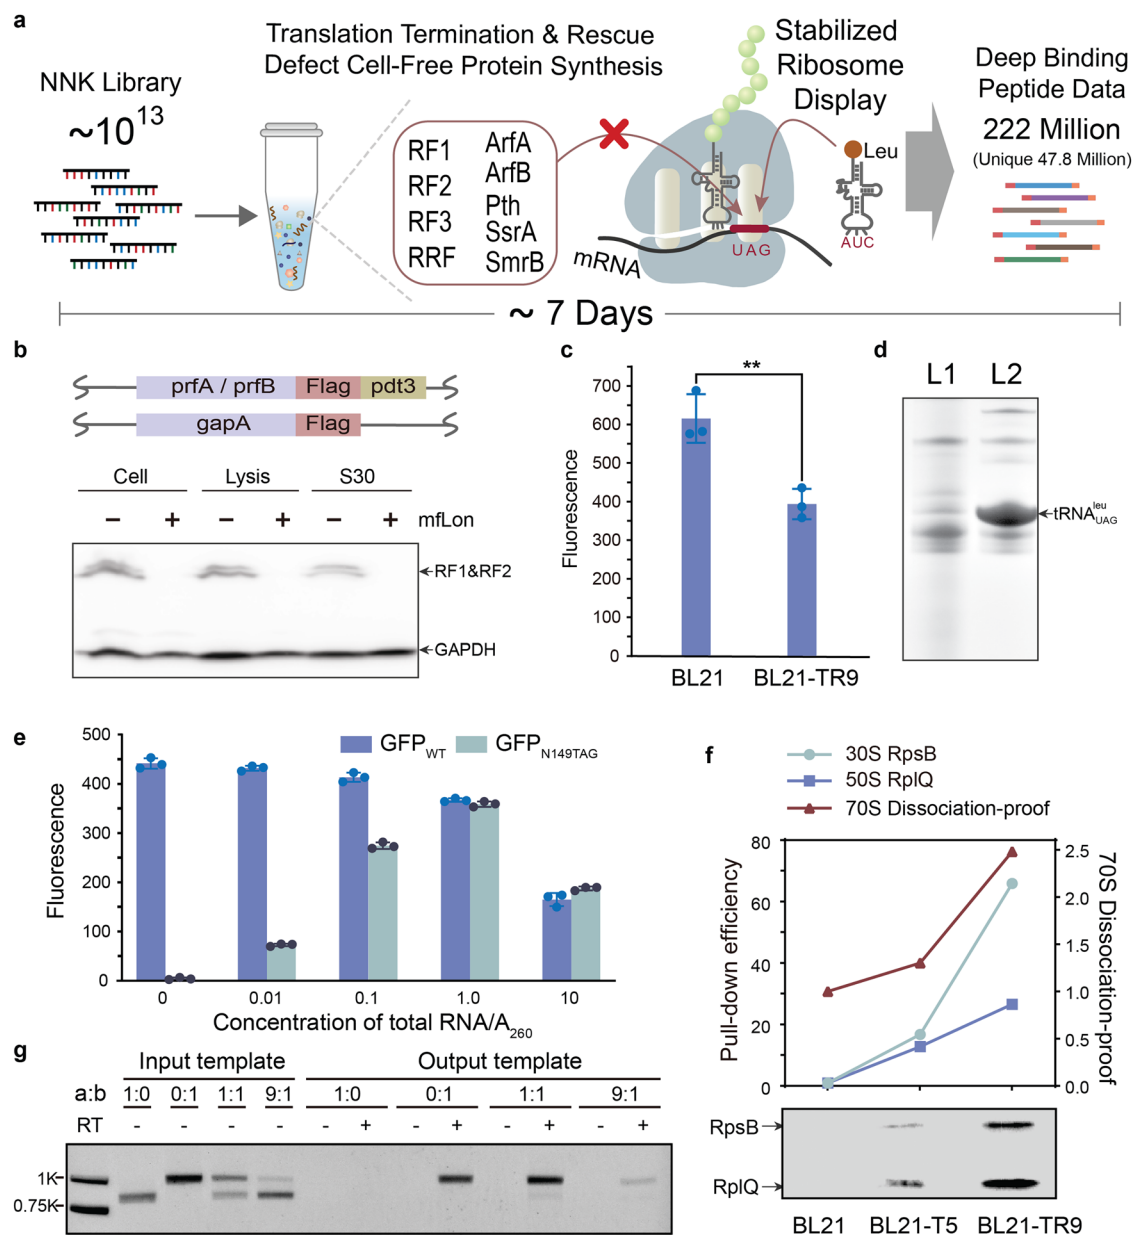 a
Translation Termination & Rescue
Defect Cell-Free Protein Synthesis
Stabilized
Ribosome
Display
Deep Binding
Peptide Data
222 Million
(Unique 47.8 Million)
NNK Library
~10^13
RF1
RF2
RF3
RRF
ArfA
ArfB
Pth
SsrA
SmrB
Leu
AUC
UAG
mRNA
~ 7 Days
b
prfA / prfB Flag pdt3
gapA Flag
Cell Lysis S30
− + − + − + mfLon
RF1&RF2
GAPDH
c
**
Fluorescence
700
600
500
400
300
200
100
0
BL21 BL21-TR9
d
L1 L2
tRNA^leu_UAG
e
GFP_WT GFP_N149TAG
Fluorescence
500
400
300
200
100
0
0 0.01 0.1 1.0 10
Concentration of total RNA/A_260
f
30S RpsB
50S RplQ
70S Dissociation-proof
Pull-down efficiency
80
60
40
20
0
2.5
2.0
1.5
1.0
0.5
0.0
70S Dissociation-proof
RpsB
RplQ
BL21 BL21-T5 BL21-TR9
g
Input template Output template
a:b 1:0 0:1 1:1 9:1 1:0 0:1 1:1 9:1
RT - - - - - + - + - + - +
1K
0.75K